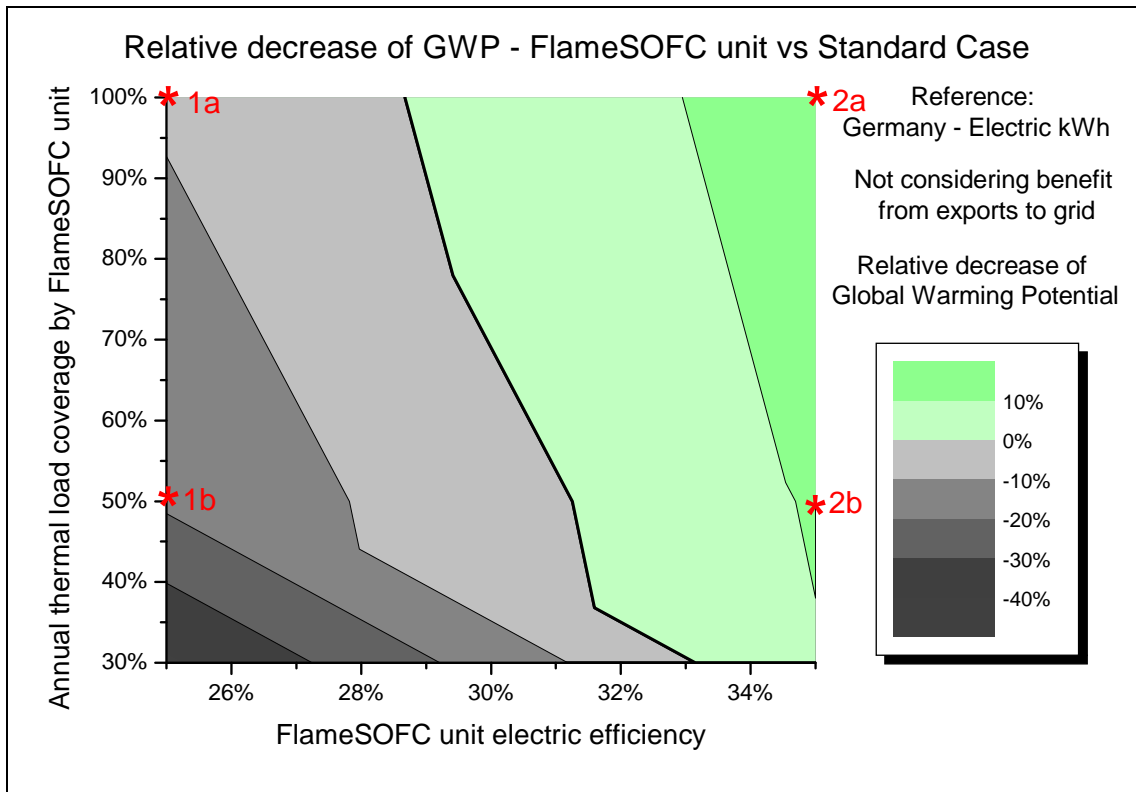 Relative decrease of GWP - FlameSOFC unit vs Standard Case
Annual thermal load coverage by FlameSOFC unit
100%
90%
80%
70%
60%
50%
40%
30%
* 1a
* 2a
* 1b
* 2b
26%
28%
30%
32%
34%
FlameSOFC unit electric efficiency
Reference:
Germany - Electric kWh
Not considering benefit
from exports to grid
Relative decrease of
Global Warming Potential
10%
0%
-10%
-20%
-30%
-40%